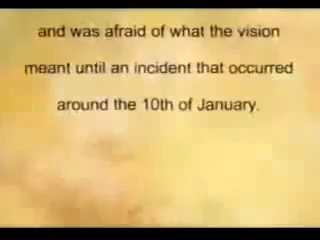 and was afraid of what the vision
meant until an incident that occurred
around the 10th of January.